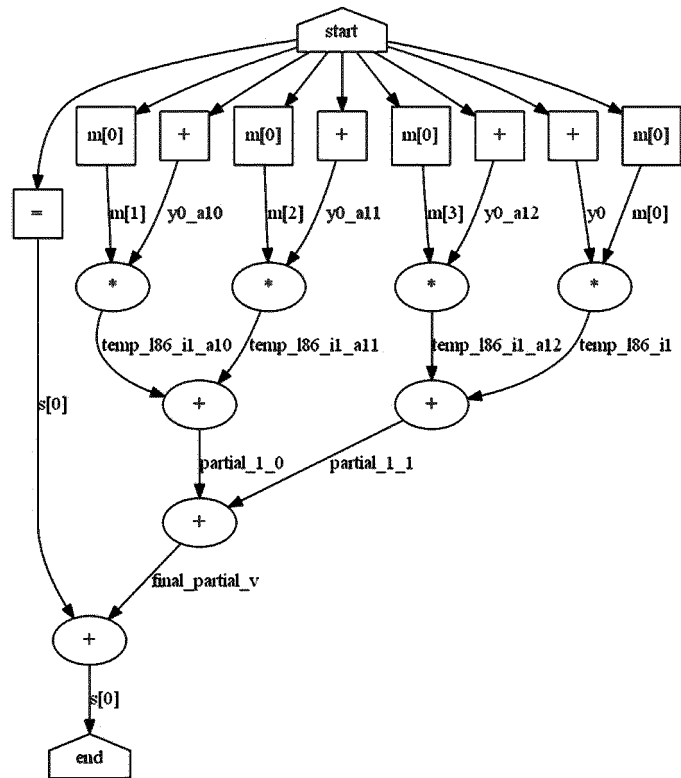 start
m[0] + m[0] + m[0] + + m[0]
=
m[1] y0_a10 m[2] y0_a11 m[3] y0_a12 y0 m[0]
* * * *
temp_l86_i1_a10 temp_l86_i1_a11 temp_l86_i1_a12 temp_l86_i1
s[0]
+ +
partial_1_0 partial_1_1
+
final_partial_v
+
s[0]
end